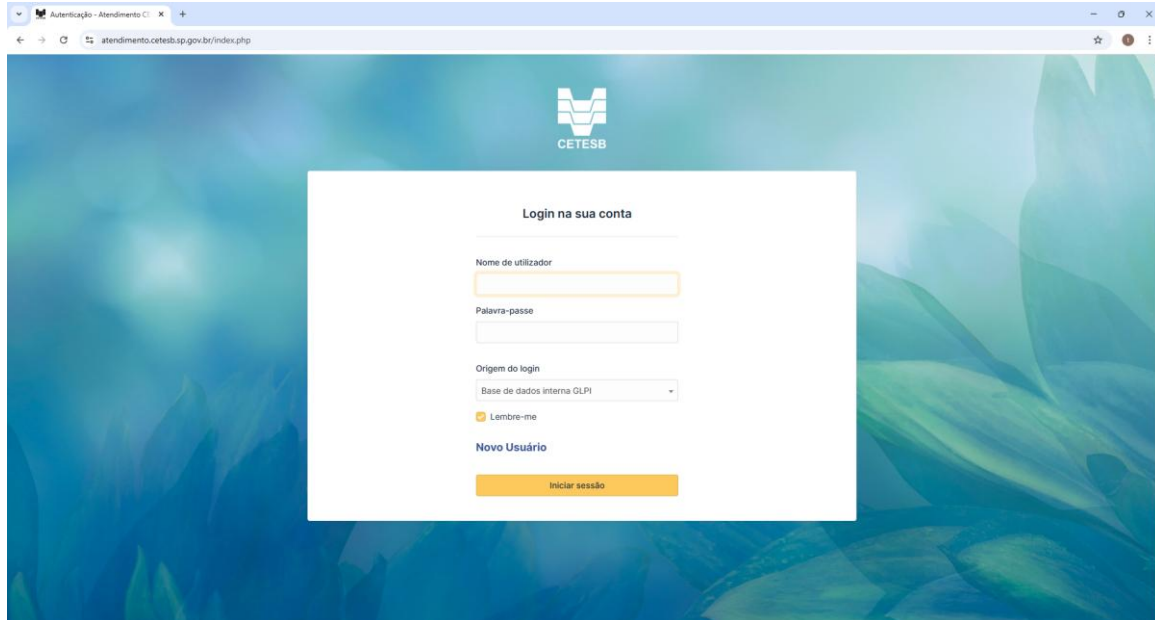 Autenticação - Atendimento CE
atendimento.cetesb.sp.gov.br/index.php
CETESB
Login na sua conta
Nome de utilizador
Palavra-passe
Origem do login
Base de dados interna GLPI
Lembre-me
Novo Usuário
Iniciar sessão